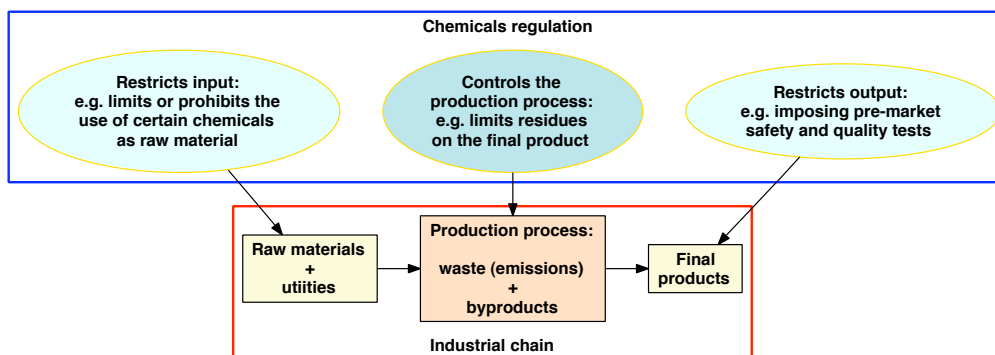 Chemicals regulation
Restricts input:
e.g. limits or prohibits the
use of certain chemicals
as raw material
Controls the
production process:
e.g. limits residues
on the final product
Restricts output:
e.g. imposing pre-market
safety and quality tests
Raw materials
+
utiities
Production process:
waste (emissions)
+
byproducts
Final
products
Industrial chain